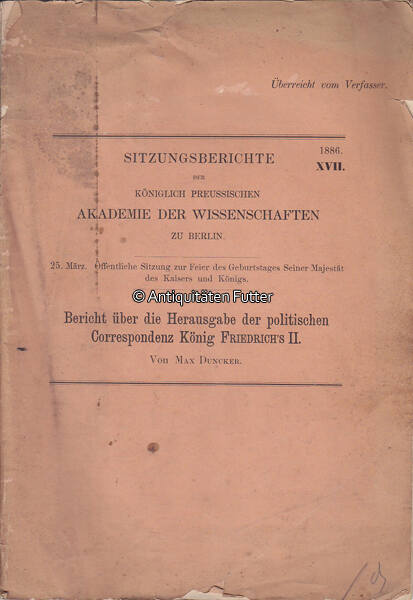 Überreicht vom Verfasser.
1886.
XVII.
SITZUNGSBERICHTE
DER
KÖNIGLICH PREUSSISCHEN
AKADEMIE DER WISSENSCHAFTEN
ZU BERLIN.
25. März. Öffentliche Sitzung zur Feier des Geburtstages Seiner Majestät
des Kaisers und Königs.
© Antiquitäten Futter
Bericht über die Herausgabe der politischen
Correspondenz König FRIEDRICH'S II.
Von MAX DUNCKER.